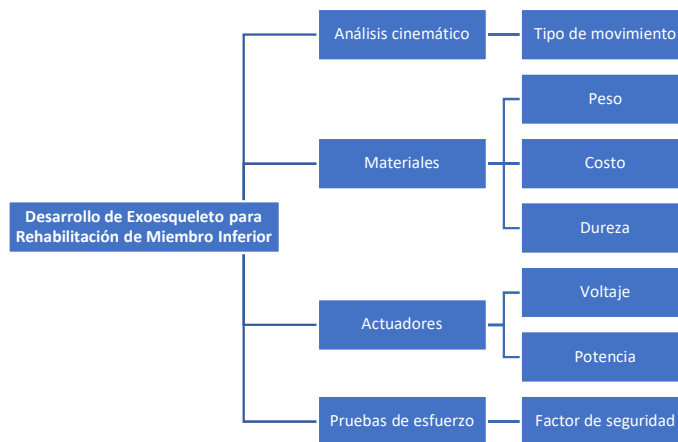 Análisis cinemático
Tipo de movimiento
Peso
Materiales
Costo
Dureza
Desarrollo de Exoesqueleto para
Rehabilitación de Miembro Inferior
Voltaje
Actuadores
Potencia
Pruebas de esfuerzo
Factor de seguridad